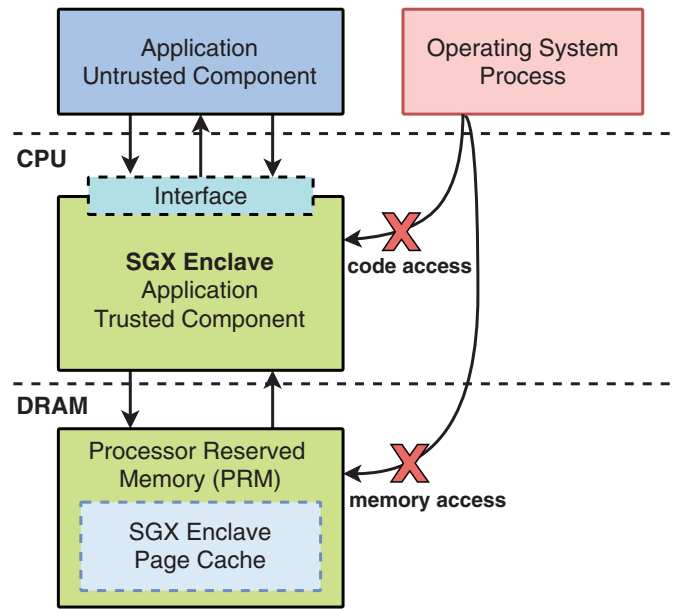 Application
Untrusted Component
Operating System
Process
CPU
Interface
SGX Enclave
Application
Trusted Component
code access
DRAM
Processor Reserved
Memory (PRM)
memory access
SGX Enclave
Page Cache